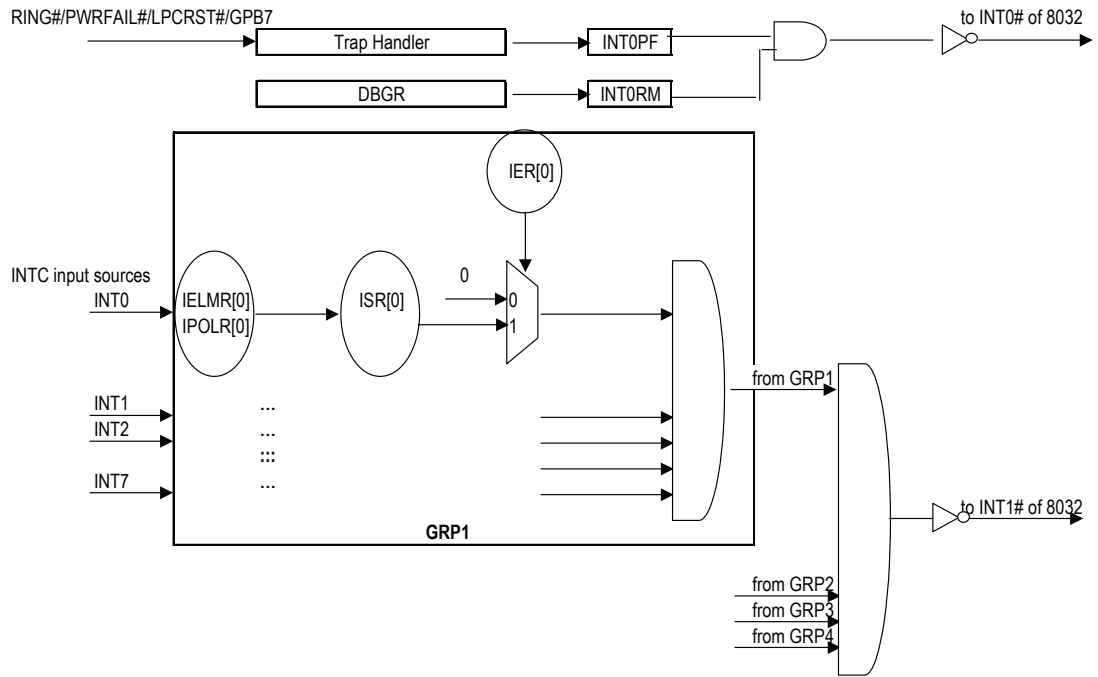 RING#/PWRFAIL#/LPCRST#/GPB7
to INT0# of 8032
Trap Handler
INT0PF
DBGR
INT0RM
IER[0]
INTC input sources
INT0
IELMR[0]
IPOLR[0]
ISR[0]
0
0
1
from GRP1
INT1
...
INT2
...
:::
INT7
...
to INT1# of 8032
GRP1
from GRP2
from GRP3
from GRP4